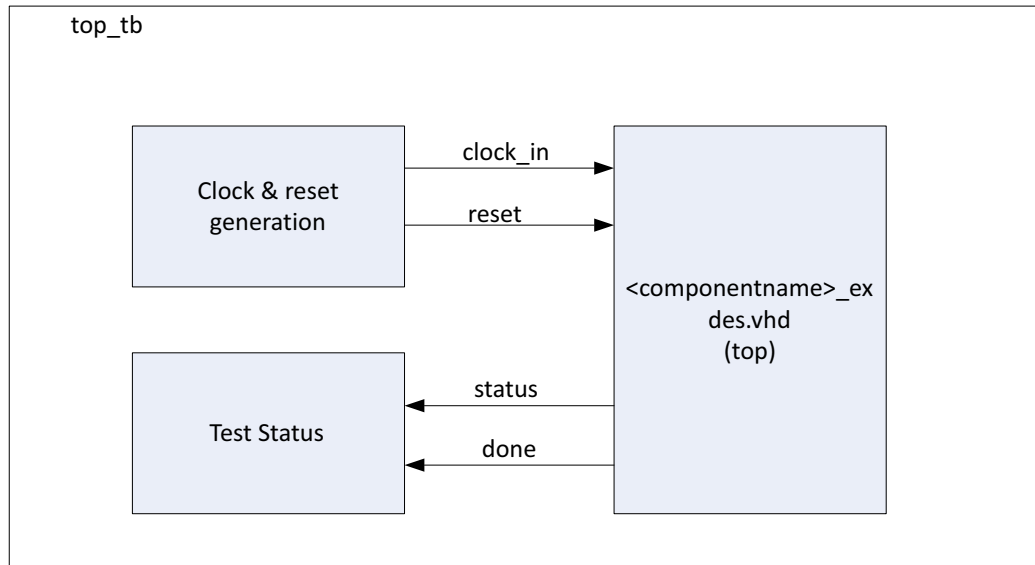 top_tb
Clock & reset
generation
clock_in
reset
<componentname>_ex
des.vhd
(top)
Test Status
status
done